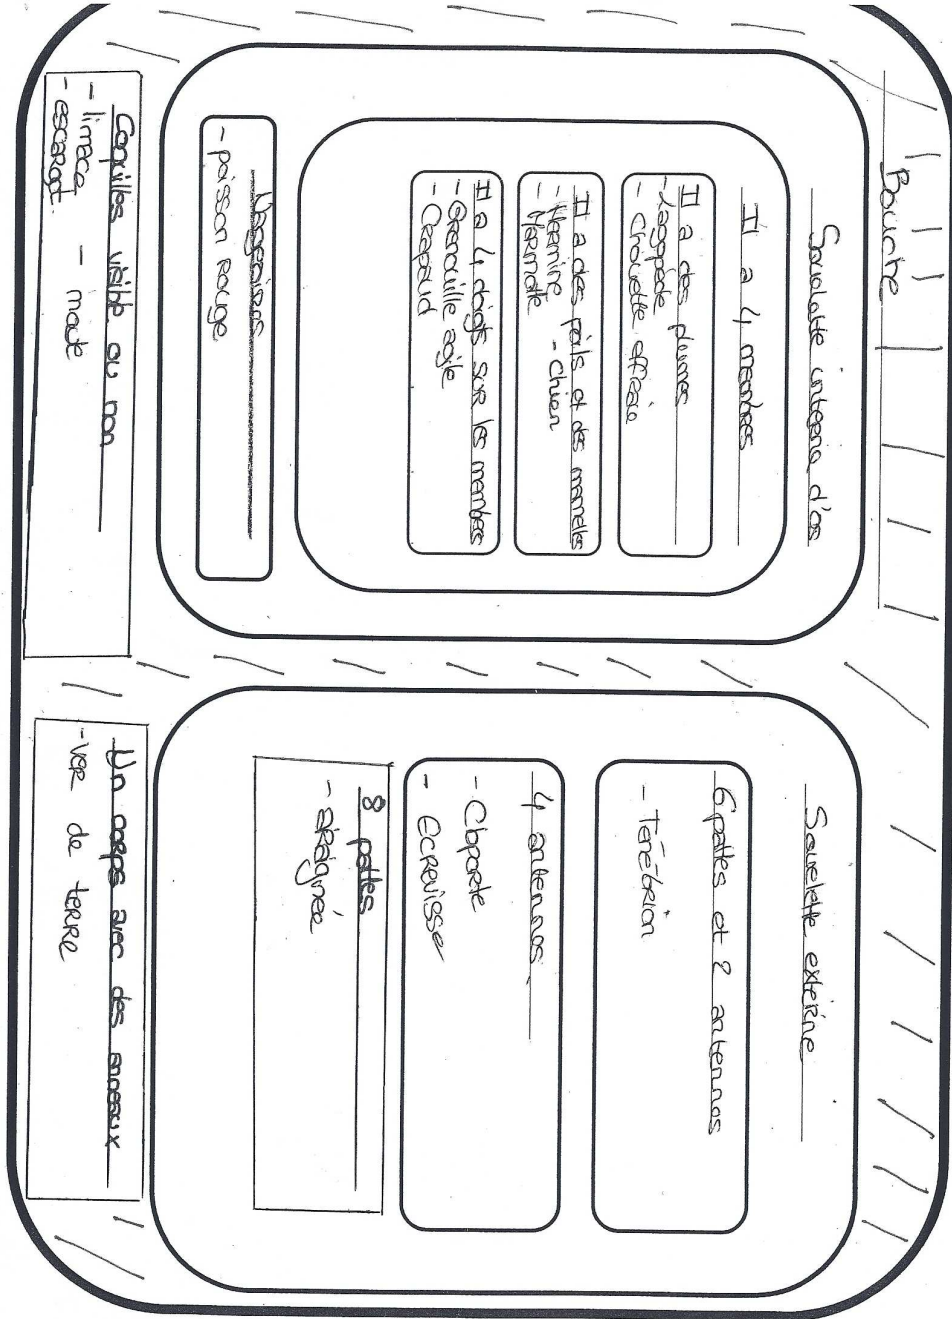 Bouche
Squelette interne d'os
Il a 4 membres
Il a des plumes
- Lagopède
- Chouette effraie
Il a des poils et des mamelles
- Hermine - Chien
- Marmotte
Il a 4 doigts sur les membres
- Grenouille agile
- Crapaud
Nageoires
- poisson rouge
Coquilles visible ou non
- limace - moule
- escargot
Squelette externe
6 pattes et 2 antennes
- Ténébrion
4 antennes
- Cloporte
- Ecrevisse
8 pattes
- araignée
Un corps avec des anneaux
- ver de terre